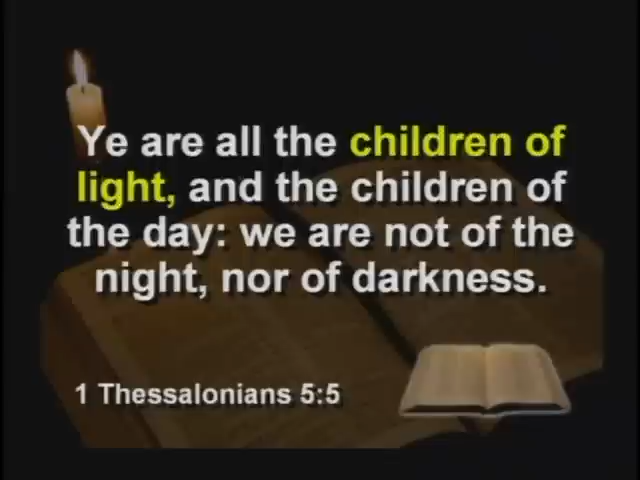 Ye are all the children of
light, and the children of
the day: we are not of the
night, nor of darkness.
1 Thessalonians 5:5